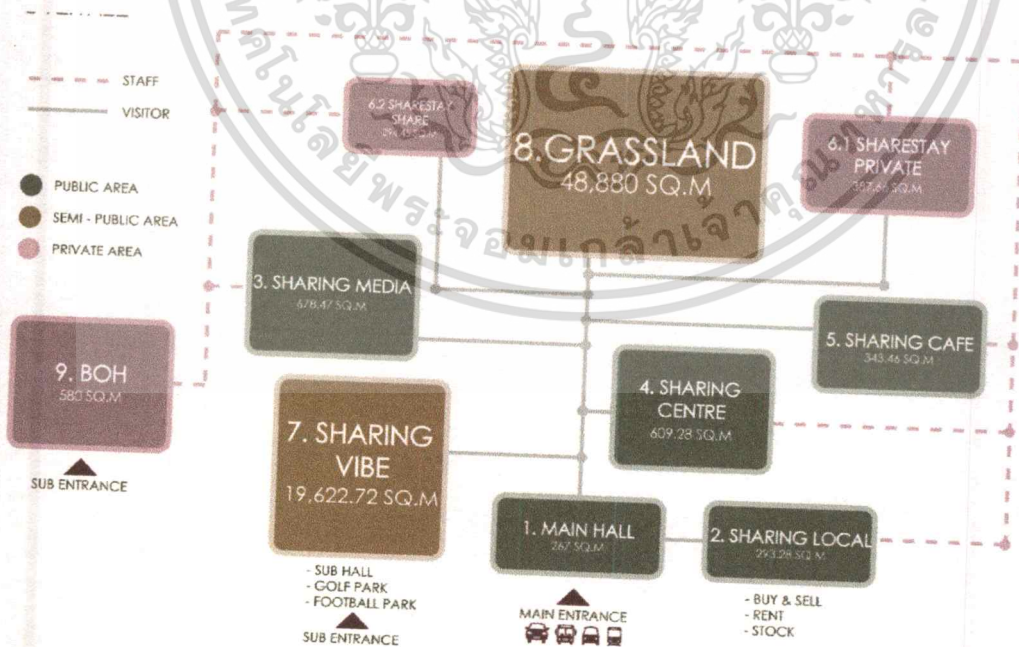 STAFF
VISITOR
PUBLIC AREA
SEMI - PUBLIC AREA
PRIVATE AREA
6.2 SHARESTAY
SHARE
8.GRASSLAND
48,880 SQ.M
6.1 SHARESTAY
PRIVATE
3. SHARING MEDIA
678.47 SQ.M
5. SHARING CAFE
343.46 SQ.M
9. BOH
580 SQ.M
SUB ENTRANCE
4. SHARING
CENTRE
609.28 SQ.M
7. SHARING
VIBE
19,622.72 SQ.M
- SUB HALL
- GOLF PARK
- FOOTBALL PARK
SUB ENTRANCE
1. MAIN HALL
267 SQ.M
MAIN ENTRANCE
2. SHARING LOCAL
293.28 SQ.M
- BUY & SELL
- RENT
- STOCK